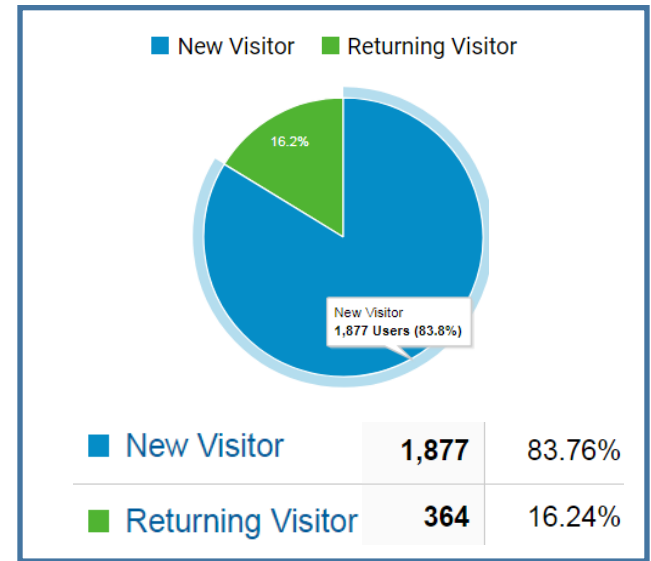 New Visitor Returning Visitor
16.2%
New Visitor
1,877 Users (83.8%)
New Visitor 1,877 83.76%
Returning Visitor 364 16.24%